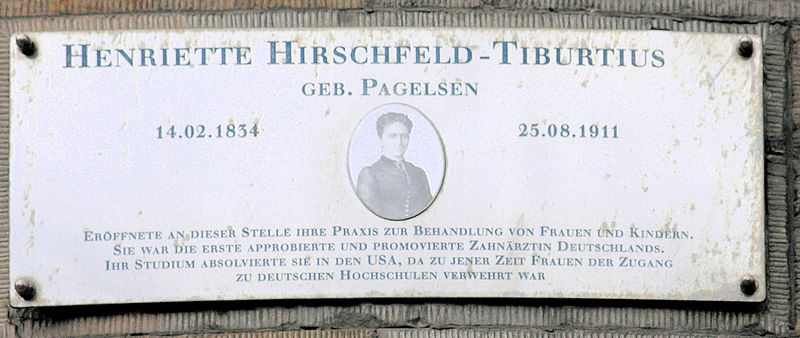 Henriette Hirschfeld-Tiburtius
geb. Pagelsen
14.02.1834 25.08.1911
Eröffnete an dieser Stelle ihre Praxis zur Behandlung von Frauen und Kindern.
Sie war die erste approbierte und promovierte Zahnärztin Deutschlands.
Ihr Studium absolvierte sie in den USA, da zu jener Zeit Frauen der Zugang
zu deutschen Hochschulen verwehrt war